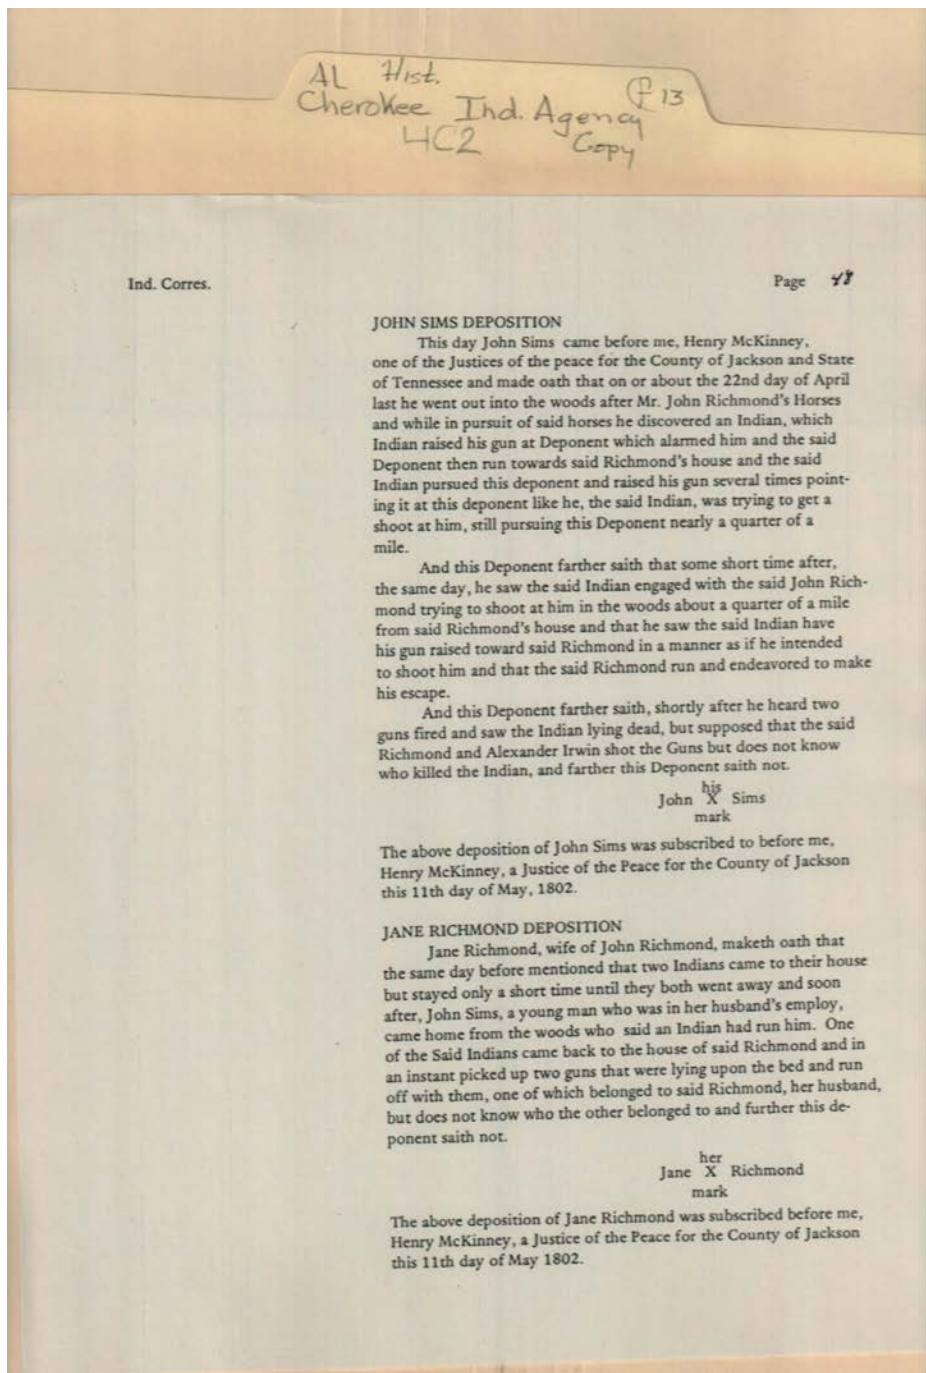 AL Hist.
Cherokee Ind. Agency f 13
4C2 Copy
Ind. Corres.
Page 48
JOHN SIMS DEPOSITION
This day John Sims came before me, Henry McKinney,
one of the Justices of the peace for the County of Jackson and State
of Tennessee and made oath that on or about the 22nd day of April
last he went out into the woods after Mr. John Richmond's Horses
and while in pursuit of said horses he discovered an Indian, which
Indian raised his gun at Deponent which alarmed him and the said
Deponent then run towards said Richmond's house and the said
Indian pursued this deponent and raised his gun several times point-
ing it at this deponent like he, the said Indian, was trying to get a
shoot at him, still pursuing this Deponent nearly a quarter of a
mile.
And this Deponent farther saith that some short time after,
the same day, he saw the said Indian engaged with the said John Rich-
mond trying to shoot at him in the woods about a quarter of a mile
from said Richmond's house and that he saw the said Indian have
his gun raised toward said Richmond in a manner as if he intended
to shoot him and that the said Richmond run and endeavored to make
his escape.
And this Deponent farther saith, shortly after he heard two
guns fired and saw the Indian lying dead, but supposed that the said
Richmond and Alexander Irwin shot the Guns but does not know
who killed the Indian, and farther this Deponent saith not.
his
John X Sims
mark
The above deposition of John Sims was subscribed to before me,
Henry McKinney, a Justice of the Peace for the County of Jackson
this 11th day of May, 1802.
JANE RICHMOND DEPOSITION
Jane Richmond, wife of John Richmond, maketh oath that
the same day before mentioned that two Indians came to their house
but stayed only a short time until they both went away and soon
after, John Sims, a young man who was in her husband's employ,
came home from the woods who said an Indian had run him. One
of the Said Indians came back to the house of said Richmond and in
an instant picked up two guns that were lying upon the bed and run
off with them, one of which belonged to said Richmond, her husband,
but does not know who the other belonged to and further this de-
ponent saith not.
her
Jane X Richmond
mark
The above deposition of Jane Richmond was subscribed before me,
Henry McKinney, a Justice of the Peace for the County of Jackson
this 11th day of May 1802.